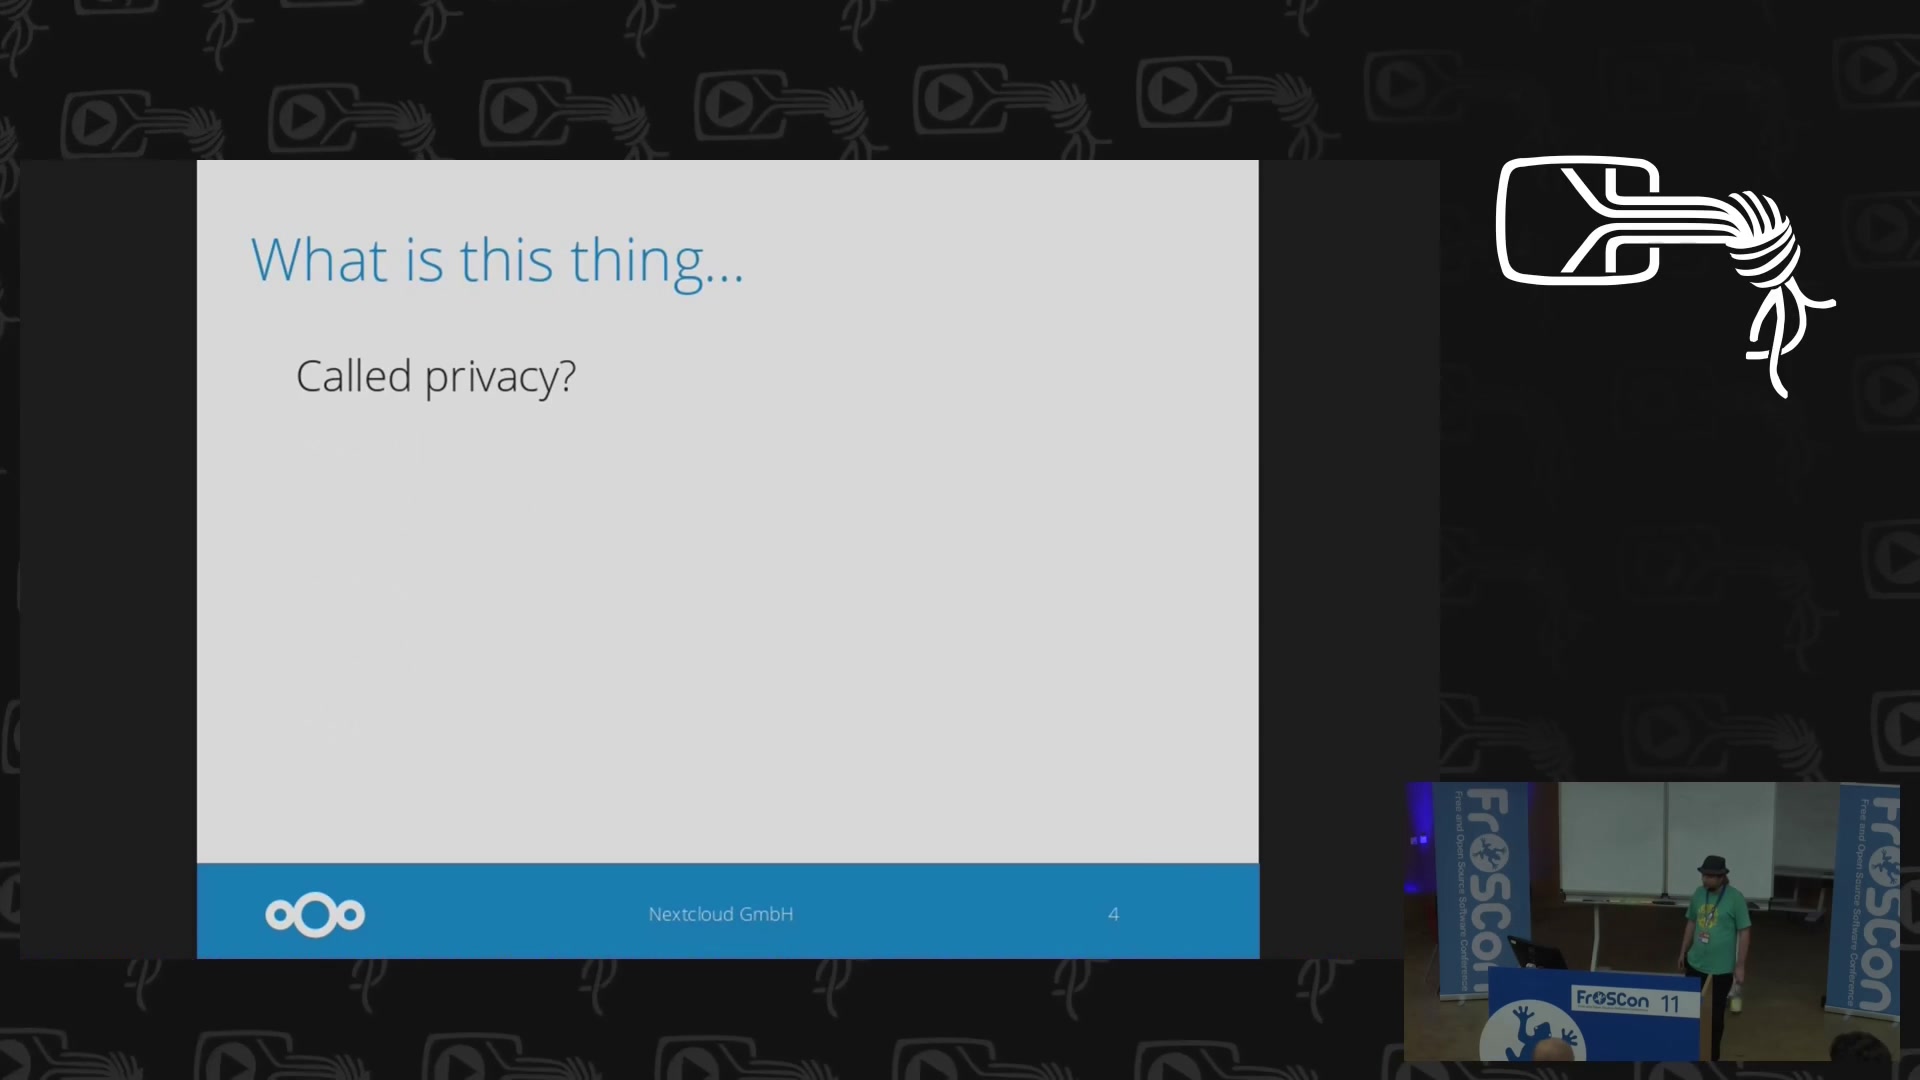 What is this thing...
Called privacy?
Nextcloud GmbH
4
FrOSCon
Free and Open Source Software Conference
FrOSCon
Free and Open Source Software Conference
FrOSCon 11